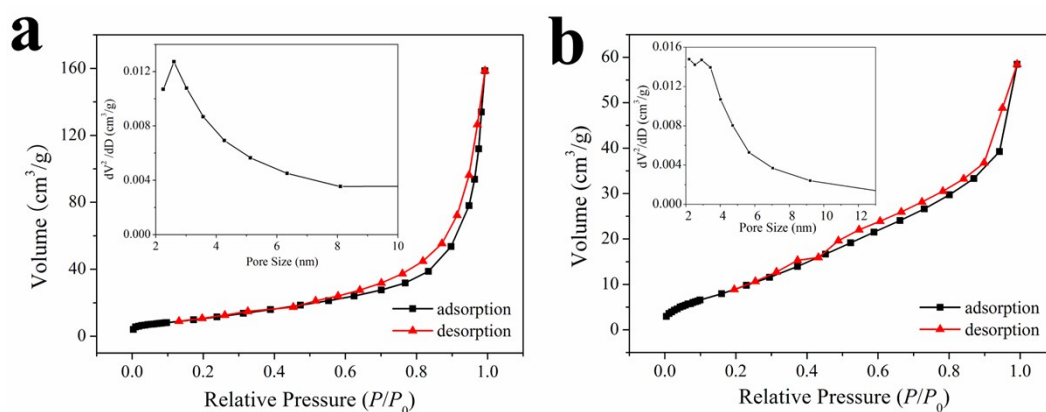 a
160
120
80
40
0
Volume (cm³/g)
0.0 0.2 0.4 0.6 0.8 1.0
Relative Pressure (P/P₀)
adsorption
desorption
0.012
0.008
0.004
0.000
dV²/dD (cm³/g)
2 4 6 8 10
Pore Size (nm)
b
60
50
40
30
20
10
0
Volume (cm³/g)
0.0 0.2 0.4 0.6 0.8 1.0
Relative Pressure (P/P₀)
adsorption
desorption
0.016
0.012
0.008
0.004
0.000
dV²/dD (cm³/g)
2 4 6 8 10 12
Pore Size (nm)